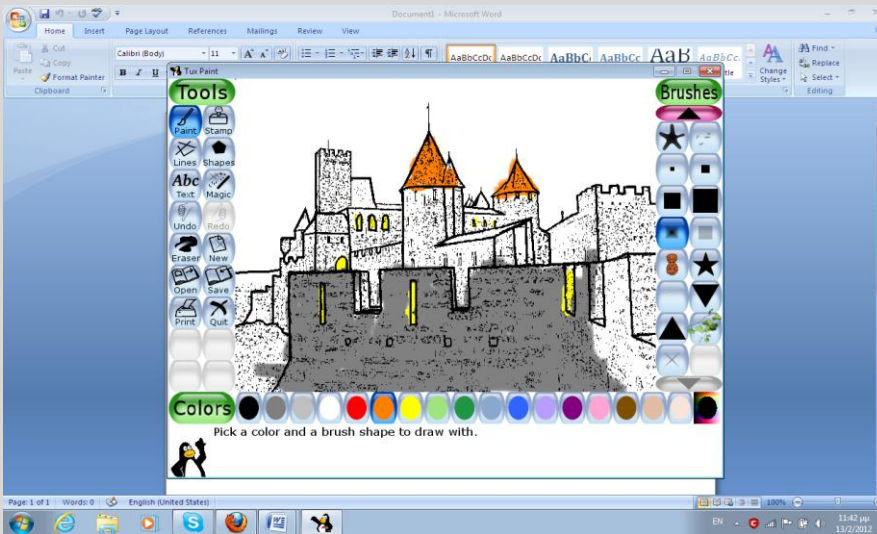 Document1 - Microsoft Word
Home Insert Page Layout References Mailings Review View
Cut
Copy
Paste
Format Painter
Clipboard
Calibri (Body) 11
B I U
AaBbCcDc AaBbCcDc AaBbC AaBbCc AaB AaBbCc.
Change
Styles
Find
Replace
Select
Editing
Tux Paint
Tools
Brushes
Paint Stamp
Lines Shapes
Abc
Text Magic
Undo Redo
Eraser New
Open Save
Print Quit
Colors
Pick a color and a brush shape to draw with.
Page: 1 of 1 Words: 0 English (United States) 100%
EN
11:42 μμ
13/2/2012